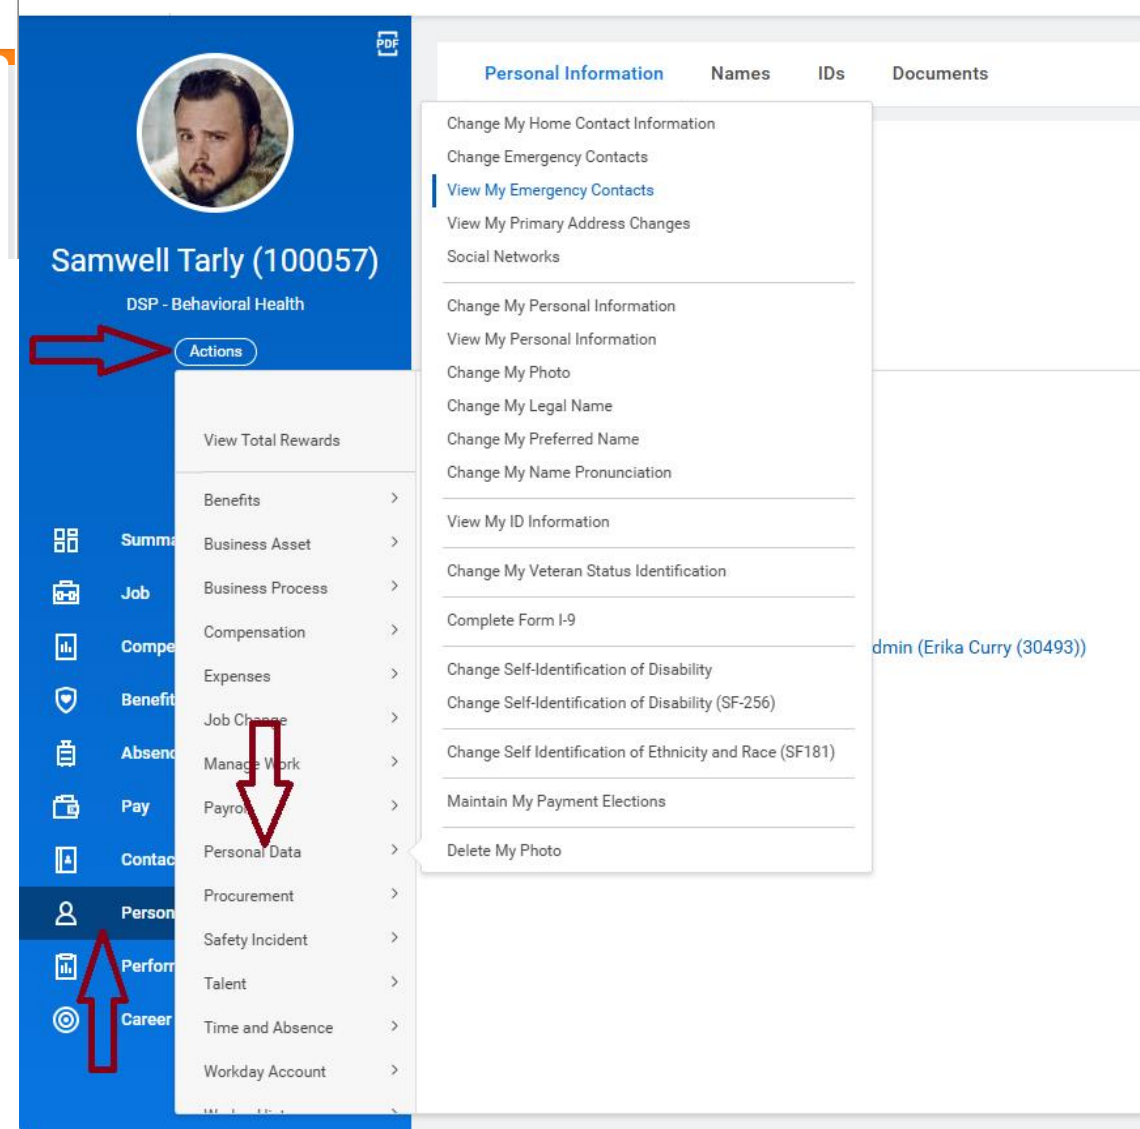 PDF
Samwell Tarly (100057)
DSP - Behavioral Health
Actions
Personal Information Names IDs Documents
Change My Home Contact Information
Change Emergency Contacts
View My Emergency Contacts
View My Primary Address Changes
Social Networks
Change My Personal Information
View My Personal Information
Change My Photo
Change My Legal Name
Change My Preferred Name
Change My Name Pronunciation
View My ID Information
Change My Veteran Status Identification
Complete Form I-9
Change Self-Identification of Disability
Change Self-Identification of Disability (SF-256)
Change Self Identification of Ethnicity and Race (SF181)
Maintain My Payment Elections
Delete My Photo
View Total Rewards
Benefits
Business Asset
Business Process
Compensation
Expenses
Job Change
Manage Work
Payroll
Personal Data
Procurement
Safety Incident
Talent
Time and Absence
Workday Account
Summa
Job
Compe
Benefit
Absenc
Pay
Contac
Person
Perforr
Career
dmin (Erika Curry (30493))